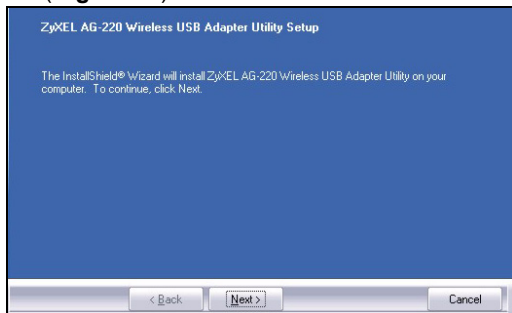 ZyXEL AG-220 Wireless USB Adapter Utility Setup
The InstallShield® Wizard will install ZyXEL AG-220 Wireless USB Adapter Utility on your
computer. To continue, click Next.
< Back
Next >
Cancel